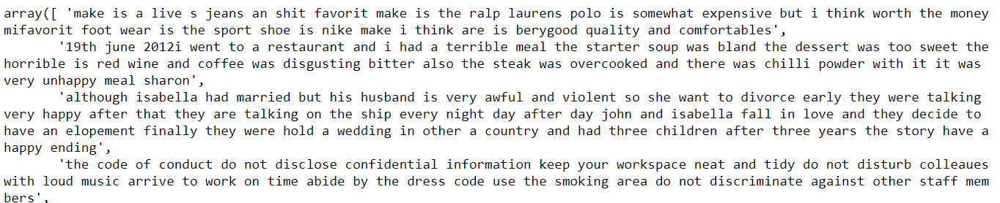 array([ 'make is a live s jeans an shit favorit make is the ralp laurens polo is somewhat expensive but i think worth the money
mifavorit foot wear is the sport shoe is nike make i think are is berygood quality and comfortables',
'19th june 2012i went to a restaurant and i had a terrible meal the starter soup was bland the dessert was too sweet the
horrible is red wine and coffee was disgusting bitter also the steak was overcooked and there was chilli powder with it it was
very unhappy meal sharon',
'although isabella had married but his husband is very awful and violent so she want to divorce early they were talking
very happy after that they are talking on the ship every night day after day john and isabella fall in love and they decide to
have an elopement finally they were hold a wedding in other a country and had three children after three years the story have a
happy ending',
'the code of conduct do not disclose confidential information keep your workspace neat and tidy do not disturb colleaues
with loud music arrive to work on time abide by the dress code use the smoking area do not discriminate against other staff mem
bers',